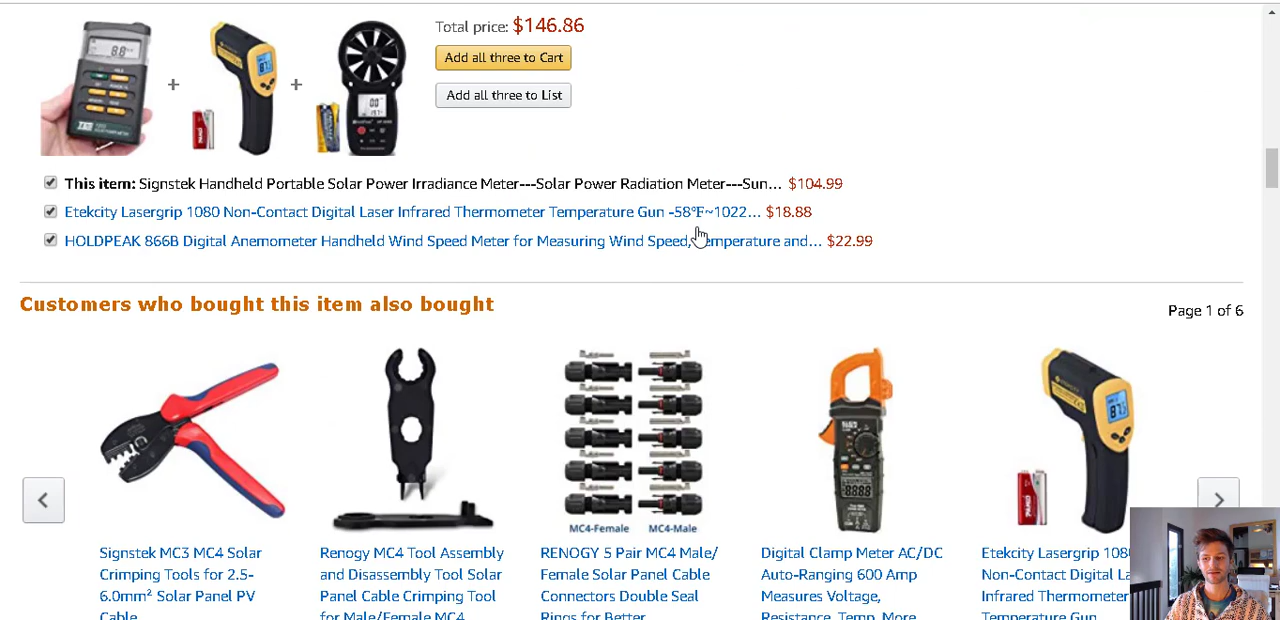 Total price: $146.86
Add all three to Cart
Add all three to List
This item: Signstek Handheld Portable Solar Power Irradiance Meter---Solar Power Radiation Meter---Sun... $104.99
Etekcity Lasergrip 1080 Non-Contact Digital Laser Infrared Thermometer Temperature Gun -58℉~1022... $18.88
HOLDPEAK 866B Digital Anemometer Handheld Wind Speed Meter for Measuring Wind Speed, Temperature and... $22.99
Customers who bought this item also bought
Page 1 of 6
MC4-Female MC4-Male
Signstek MC3 MC4 Solar
Crimping Tools for 2.5-
6.0mm² Solar Panel PV
Cable
Renogy MC4 Tool Assembly
and Disassembly Tool Solar
Panel Cable Crimping Tool
for Male/Female MC4
RENOGY 5 Pair MC4 Male/
Female Solar Panel Cable
Connectors Double Seal
Rings for Better
Digital Clamp Meter AC/DC
Auto-Ranging 600 Amp
Measures Voltage,
Resistance, Temp, More
Etekcity Lasergrip 108
Non-Contact Digital La
Infrared Thermometer
Temperature Gun